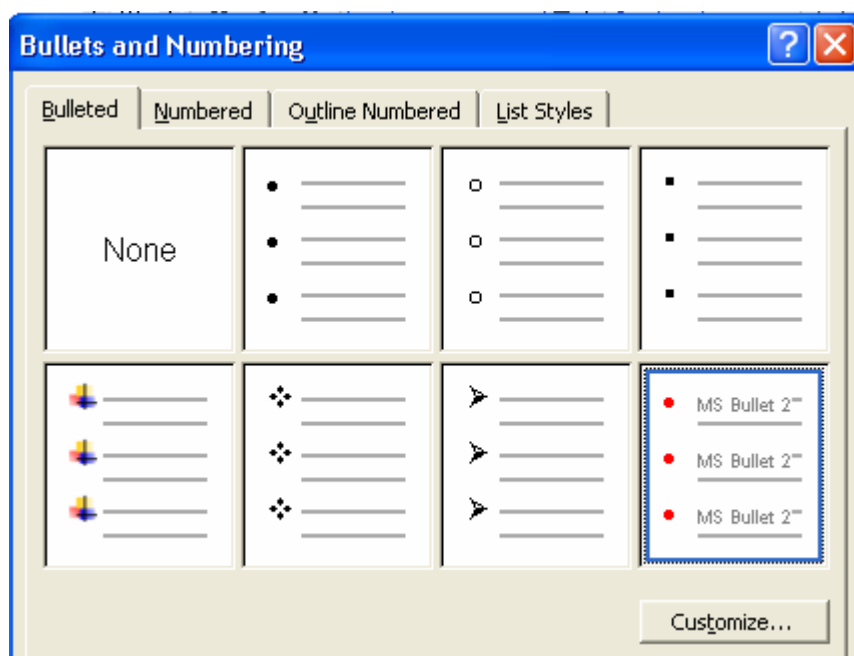 Bullets and Numbering
Bulleted Numbered Outline Numbered List Styles
None
MS Bullet 2
MS Bullet 2
MS Bullet 2
Customize...